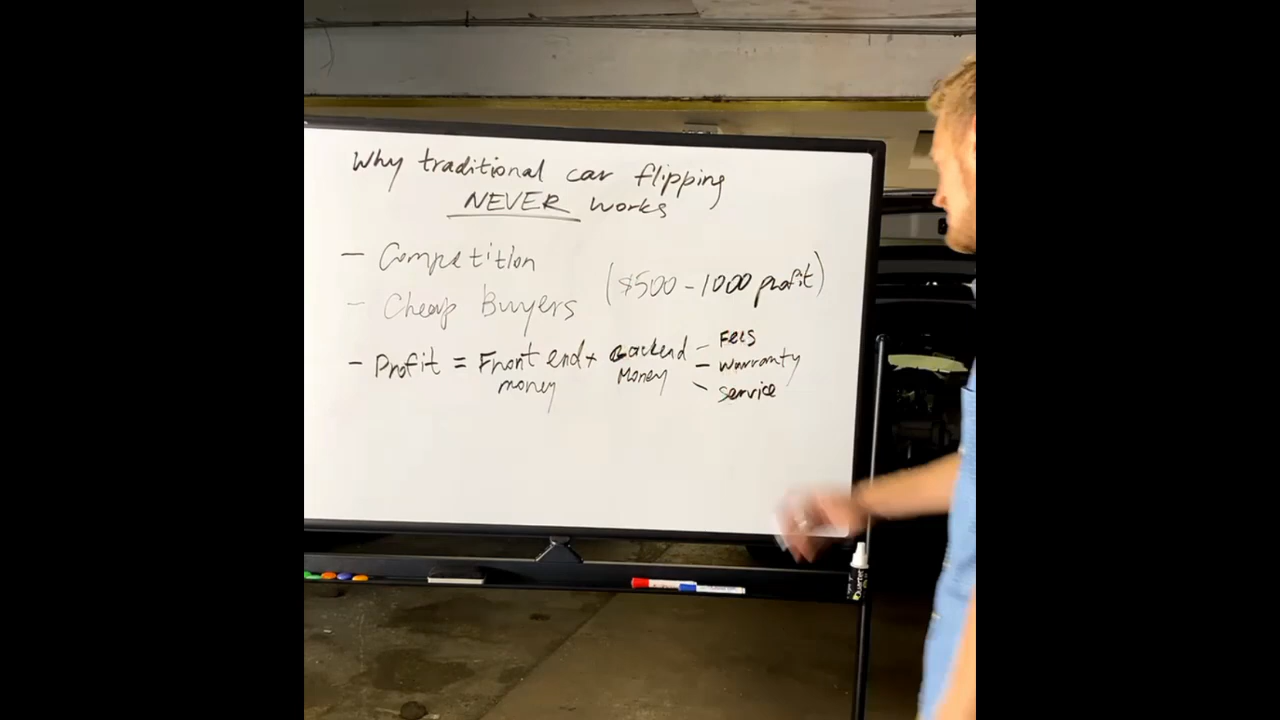 Why traditional car flipping
NEVER works
- Competition
- Cheap Buyers ($500 - 1000 profit)
- Profit = Front end + Backend - Fees
money Money - Warranty
- Service
Quartet